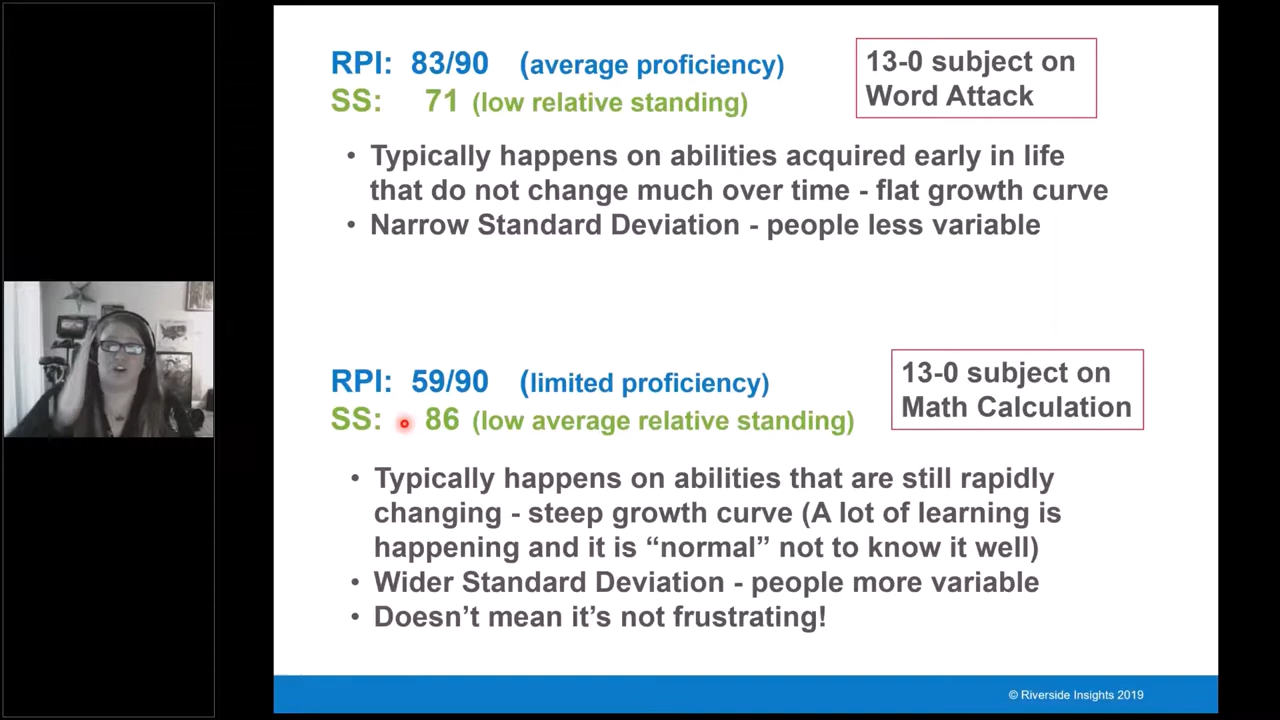 RPI: 83/90 (average proficiency)
SS: 71 (low relative standing)
13-0 subject on
Word Attack
• Typically happens on abilities acquired early in life
that do not change much over time - flat growth curve
• Narrow Standard Deviation - people less variable
RPI: 59/90 (limited proficiency)
SS: 86 (low average relative standing)
13-0 subject on
Math Calculation
• Typically happens on abilities that are still rapidly
changing - steep growth curve (A lot of learning is
happening and it is “normal” not to know it well)
• Wider Standard Deviation - people more variable
• Doesn’t mean it’s not frustrating!
© Riverside Insights 2019